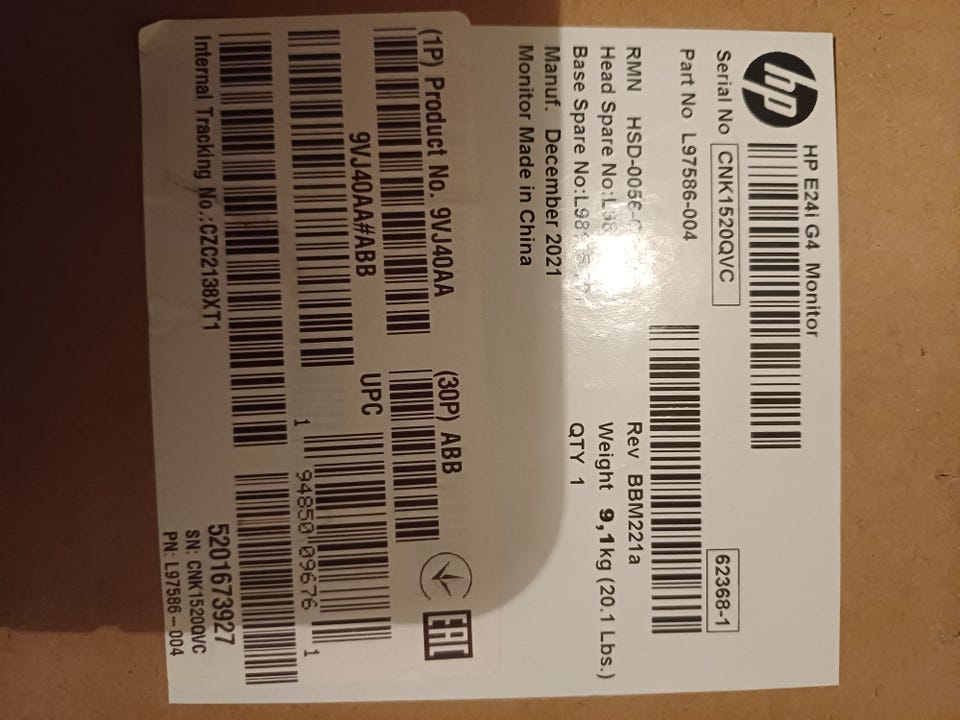 hp
HP E24i G4 Monitor
Serial No CNK1520QVC
62368-1
Part No L97586-004
RMN HSD-0056-
Rev BBM221a
Head Spare No:L98
Weight 9,1kg (20.1 Lbs.)
Base Spare No:L98
QTY 1
Manuf. December 2021
Monitor Made in China
(1P) Product No. 9VJ40AA
(30P) ABB
EAC
9VJ40AA#ABB
UPC
1 94850 09676 1
Internal Tracking No.:CZC2138XT1
5201673927
SN: CNK1520QVC
PN: L97586-004